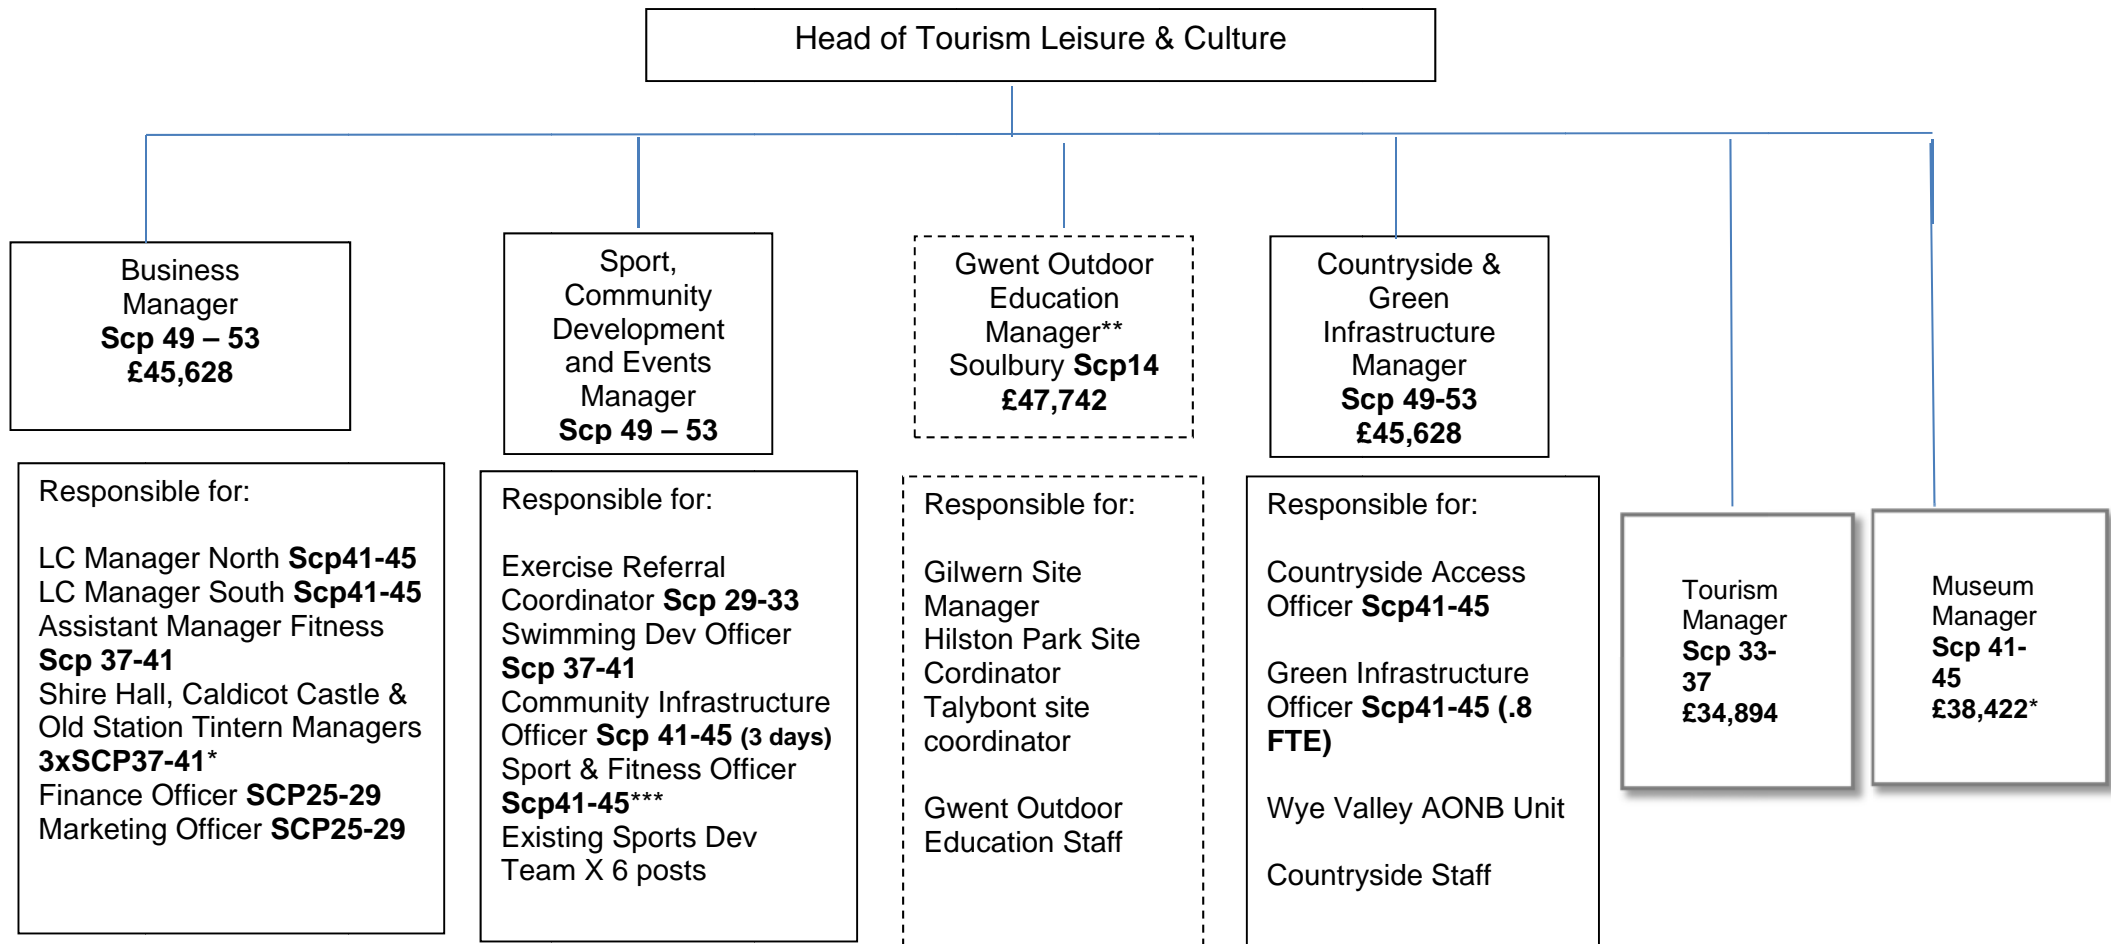 Head of Tourism Leisure & Culture
Business
Manager
Scp 49 – 53
£45,628
Sport,
Community
Development
and Events
Manager
Scp 49 – 53
Gwent Outdoor
Education
Manager**
Soulbury Scp14
£47,742
Countryside &
Green
Infrastructure
Manager
Scp 49-53
£45,628
Responsible for:
LC Manager North Scp41-45
LC Manager South Scp41-45
Assistant Manager Fitness
Scp 37-41
Shire Hall, Caldicot Castle &
Old Station Tintern Managers
3xSCP37-41*
Finance Officer SCP25-29
Marketing Officer SCP25-29
Responsible for:
Exercise Referral
Coordinator Scp 29-33
Swimming Dev Officer
Scp 37-41
Community Infrastructure
Officer Scp 41-45 (3 days)
Sport & Fitness Officer
Scp41-45***
Existing Sports Dev
Team X 6 posts
Responsible for:
Gilwern Site
Manager
Hilston Park Site
Cordinator
Talybont site
coordinator
Gwent Outdoor
Education Staff
Responsible for:
Countryside Access
Officer Scp41-45
Green Infrastructure
Officer Scp41-45 (.8
FTE)
Wye Valley AONB Unit
Countryside Staff
Tourism
Manager
Scp 33-
37
£34,894
Museum
Manager
Scp 41-
45
£38,422*